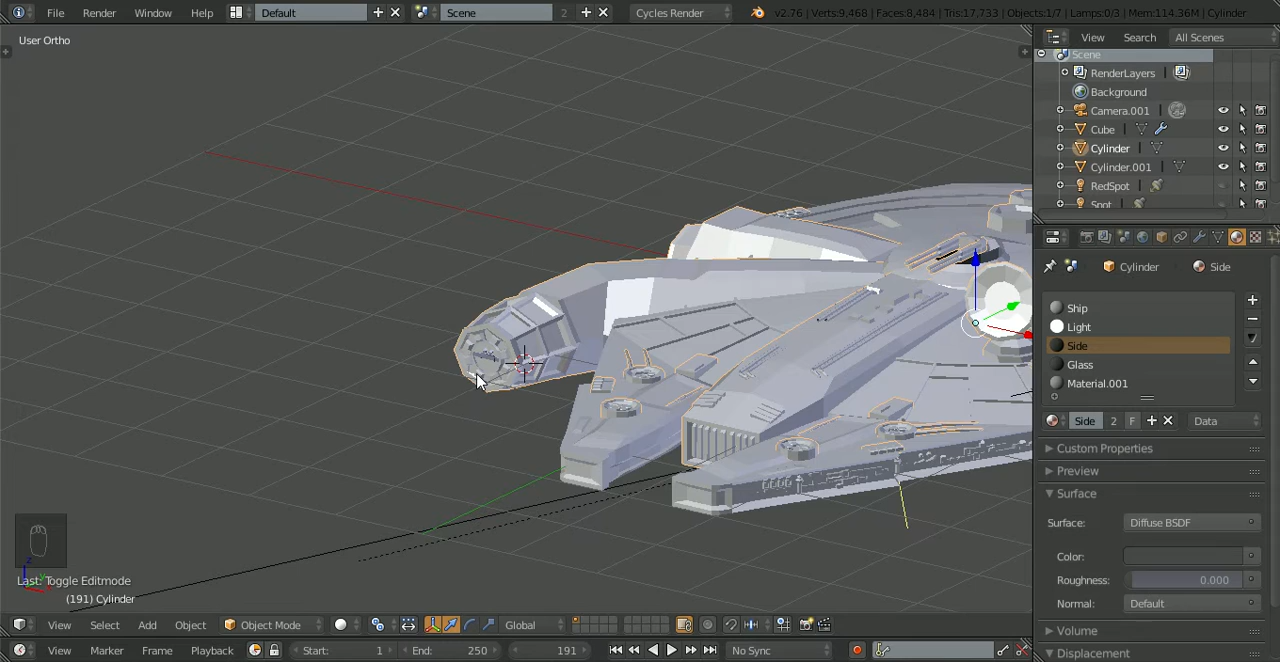 File Render Window Help Default Scene 2 Cycles Render v2.76 | Verts:9,468 | Faces:8,484 | Tris:17,733 | Objects:1/7 | Lamps:0/3 | Mem:114.36M | Cylinder
User Ortho
View Search All Scenes
Scene
RenderLayers
Background
Camera.001
Cube
Cylinder
Cylinder.001
RedSpot
Spot
Cylinder Side
Ship
Light
Side
Glass
Material.001
Side 2 F Data
Custom Properties
Preview
Surface
Surface: Diffuse BSDF
Color:
Roughness: 0.000
Normal: Default
Volume
Displacement
Last: Toggle Editmode
(191) Cylinder
View Select Add Object Object Mode Global
View Marker Frame Playback Start: 1 End: 250 191 No Sync